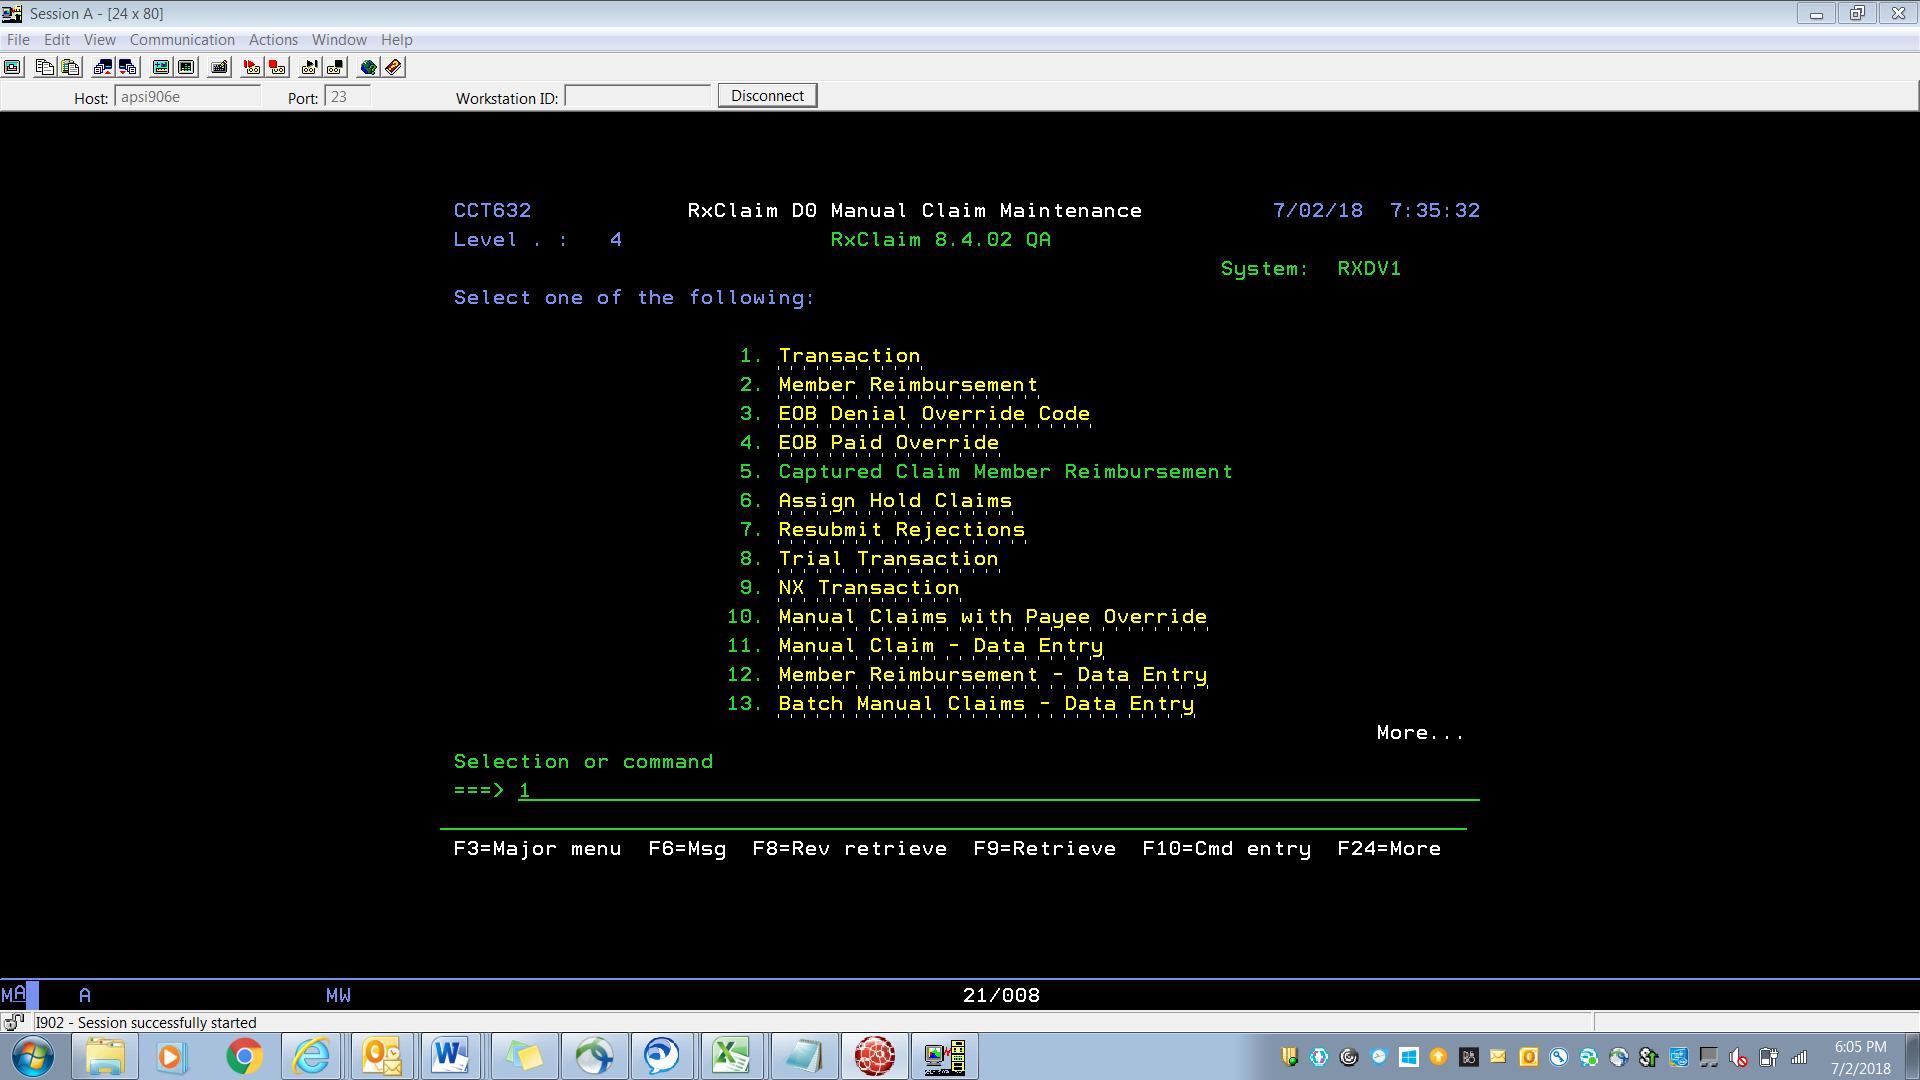 Session A - [24 x 80]
File Edit View Communication Actions Window Help
Host: apsi906e Port: 23 Workstation ID: Disconnect
CCT632 RxClaim D0 Manual Claim Maintenance 7/02/18 7:35:32
Level . : 4 RxClaim 8.4.02 QA
System: RXDV1
Select one of the following:
1. Transaction
2. Member Reimbursement
3. EOB Denial Override Code
4. EOB Paid Override
5. Captured Claim Member Reimbursement
6. Assign Hold Claims
7. Resubmit Rejections
8. Trial Transaction
9. NX Transaction
10. Manual Claims with Payee Override
11. Manual Claim - Data Entry
12. Member Reimbursement - Data Entry
13. Batch Manual Claims - Data Entry
More...
Selection or command
===> 1
F3=Major menu F6=Msg F8=Rev retrieve F9=Retrieve F10=Cmd entry F24=More
MA A MW 21/008
I902 - Session successfully started
6:05 PM
7/2/2018